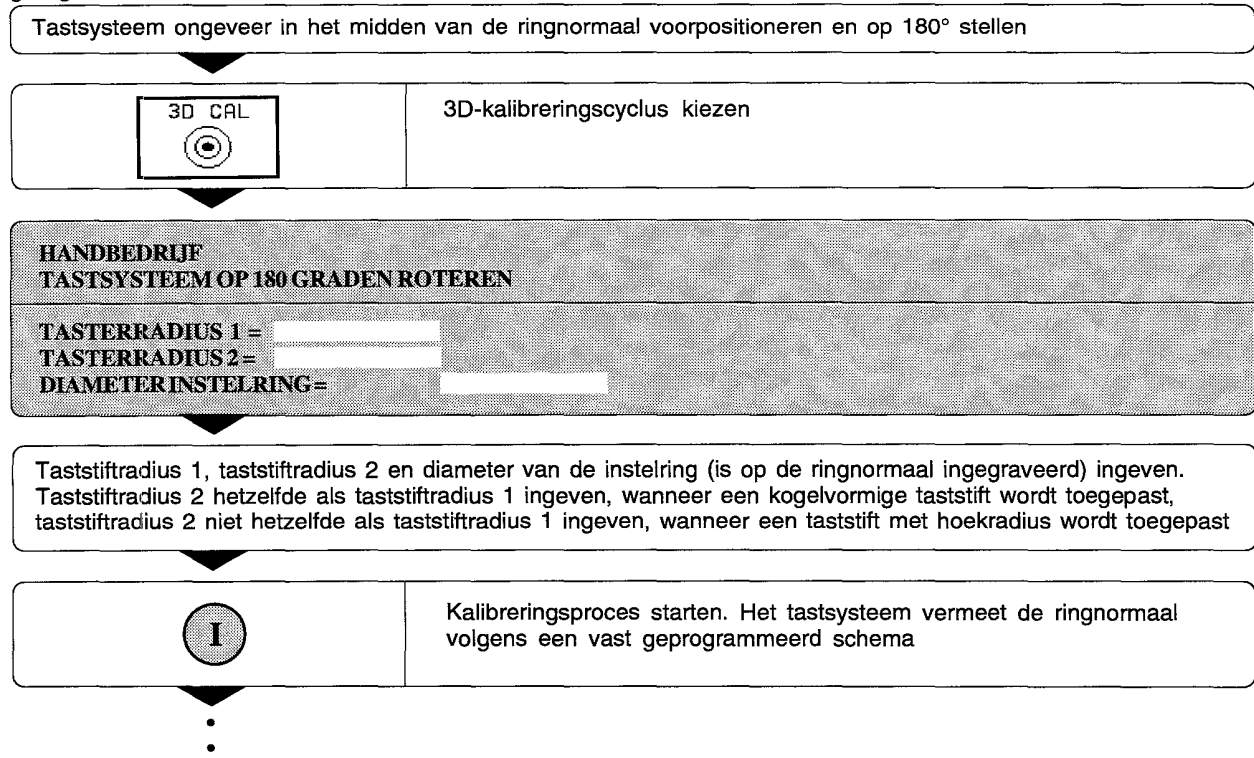 Tastsysteem ongeveer in het midden van de ringnormaal voorpositioneren en op 180° stellen
3D CAL
3D-kalibreringscyclus kiezen
HANDBEDRIJF
TASTSYSTEEM OP 180 GRADEN ROTEREN
TASTERRADIUS 1 =
TASTERRADIUS 2 =
DIAMETER INSTELRING =
Taststiftradius 1, taststiftradius 2 en diameter van de instelring (is op de ringnormaal ingegraveerd) ingeven.
Taststiftradius 2 hetzelfde als taststiftradius 1 ingeven, wanneer een kogelvormige taststift wordt toegepast,
taststiftradius 2 niet hetzelfde als taststiftradius 1 ingeven, wanneer een taststift met hoekradius wordt toegepast
I
Kalibreringsproces starten. Het tastsysteem vermeet de ringnormaal
volgens een vast geprogrammeerd schema